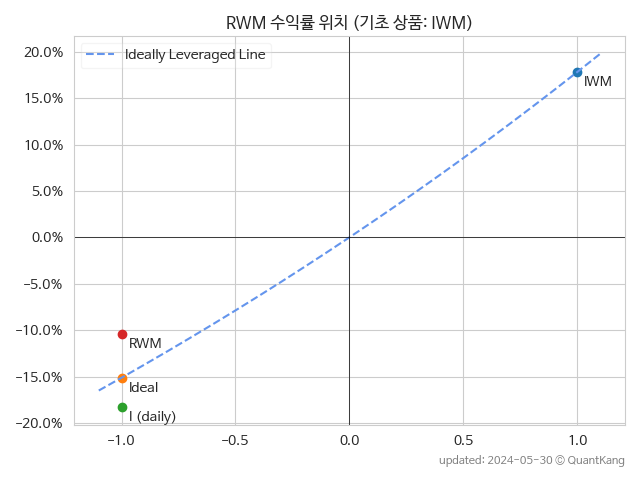 RWM 수익률 위치 (기초 상품: IWM)
20.0%
15.0%
10.0%
5.0%
0.0%
−5.0%
−10.0%
−15.0%
−20.0%
Ideally Leveraged Line
IWM
RWM
Ideal
I (daily)
−1.0
−0.5
0.0
0.5
1.0
updated: 2024-05-30 © QuantKang